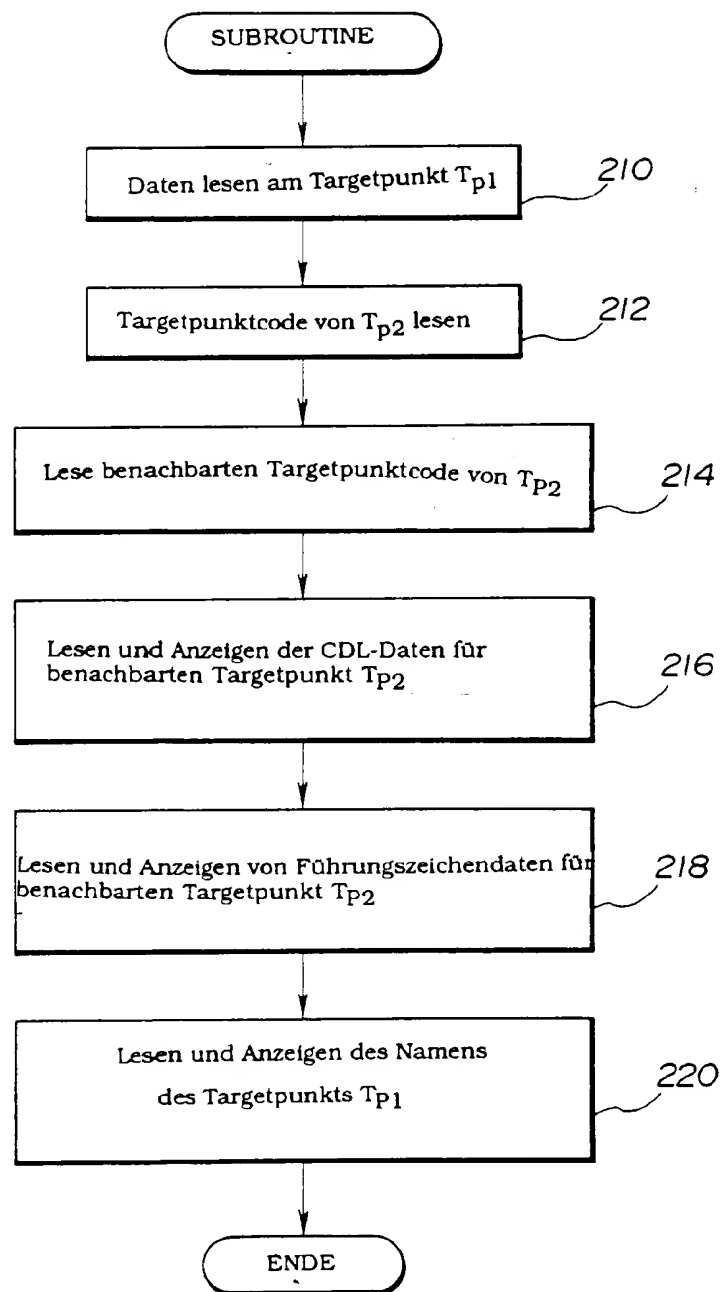 SUBROUTINE
Daten lesen am Targetpunkt Tp1
210
Targetpunktcode von Tp2 lesen
212
Lese benachbarten Targetpunktcode von TP2
214
Lesen und Anzeigen der CDL-Daten für
benachbarten Targetpunkt TP2
216
Lesen und Anzeigen von Führungszeichendaten für
benachbarten Targetpunkt TP2
218
Lesen und Anzeigen des Namens
des Targetpunkts TP1
220
ENDE